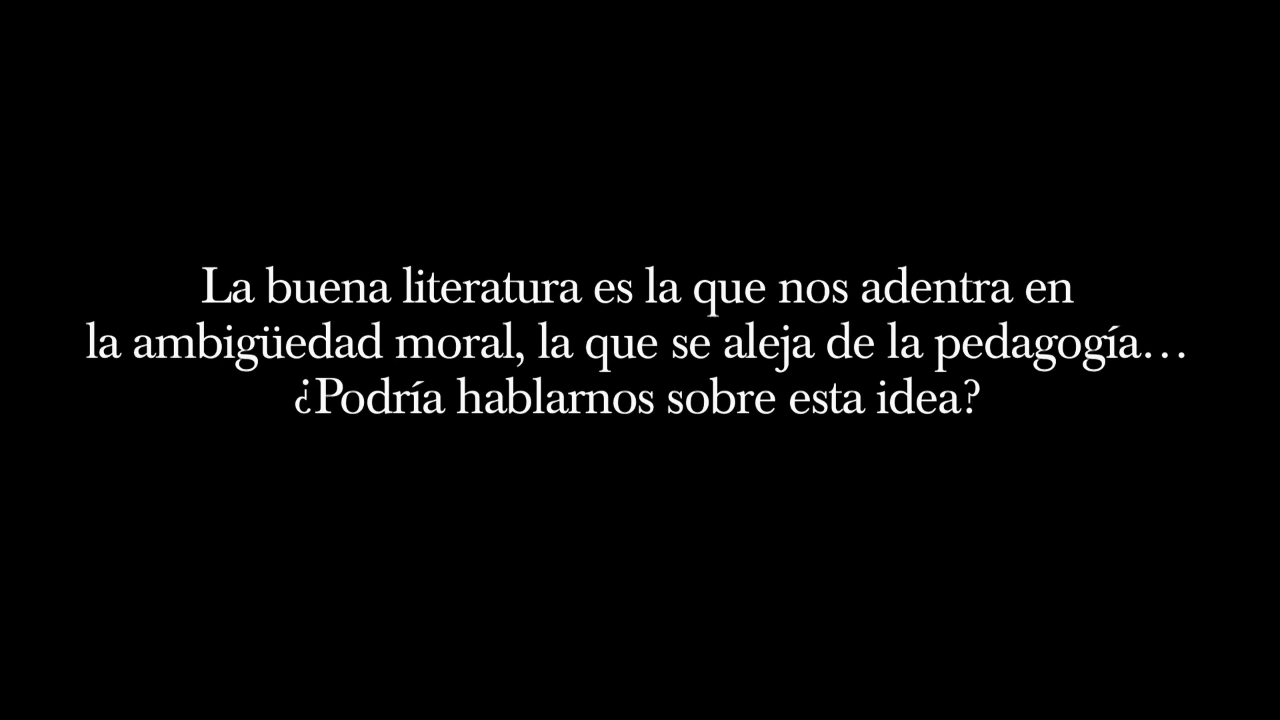 La buena literatura es la que nos adentra en
la ambigüedad moral, la que se aleja de la pedagogía…
¿Podría hablarnos sobre esta idea?